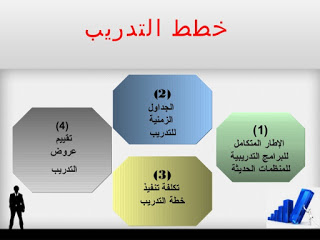 خطط التدريب
(1)
الإطار المتكامل
للبرامج التدريبية
للمنظمات الحديثة
(2)
الجداول
الزمنية
للتدريب
(3)
تكلفة تنفيذ
خطة التدريب
(4)
تقييم
عروض
التدريب